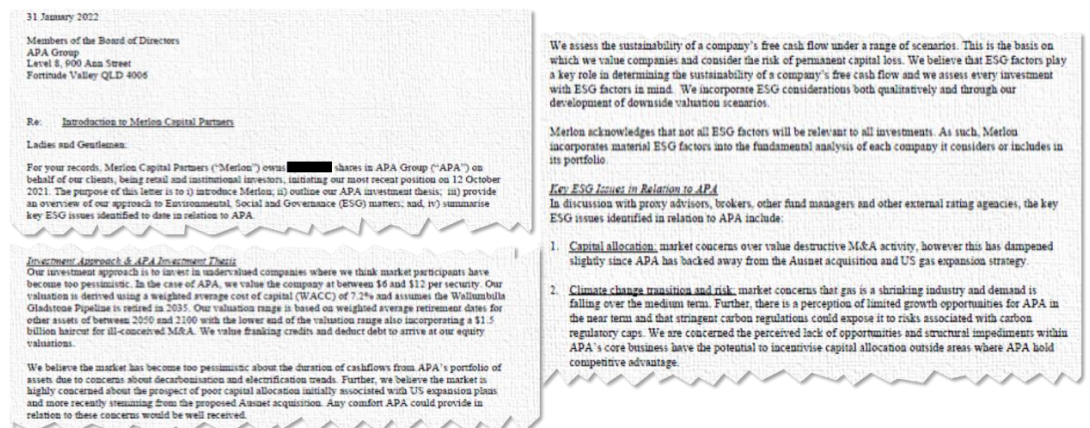 31 January 2022
Members of the Board of Directors
APA Group
Level 8, 900 Ann Street
Fortitude Valley QLD 4006
Re: Introduction to Merlon Capital Partners
Ladies and Gentlemen:
For your records, Merlon Capital Partners (“Merlon”) owns shares in APA Group (“APA”) on
behalf of our clients, being retail and institutional investors, initiating our most recent position on 12 October
2021. The purpose of this letter is to i) introduce Merlon; ii) outline our APA investment thesis; iii) provide
an overview of our approach to Environmental, Social and Governance (ESG) matters; and, iv) summarise
key ESG issues identified to date in relation to APA.
Investment Approach & APA Investment Thesis
Our investment approach is to invest in undervalued companies where we think market participants have
become too pessimistic. In the case of APA, we value the company at between $6 and $12 per security. Our
valuation is derived using a weighted average cost of capital (WACC) of 7.2% and assumes the Wallumbilla
Gladstone Pipeline is retired in 2035. Our valuation range is based on weighted average retirement dates for
other assets of between 2050 and 2100 with the lower end of the valuation range also incorporating a $1.5
billion haircut for ill-conceived M&A. We value franking credits and deduct debt to arrive at our equity
valuations.
We believe the market has become too pessimistic about the duration of cashflows from APA's portfolio of
assets due to concerns about decarbonisation and electrification trends. Further, we believe the market is
highly concerned about the prospect of poor capital allocation initially associated with US expansion plans
and more recently stemming from the proposed Ausnet acquisition. Any comfort APA could provide in
relation to these concerns would be well received.
We assess the sustainability of a company's free cash flow under a range of scenarios. This is the basis on
which we value companies and consider the risk of permanent capital loss. We believe that ESG factors play
a key role in determining the sustainability of a company's free cash flow and we assess every investment
with ESG factors in mind. We incorporate ESG considerations both qualitatively and through our
development of downside valuation scenarios.
Merlon acknowledges that not all ESG factors will be relevant to all investments. As such, Merlon
incorporates material ESG factors into the fundamental analysis of each company it considers or includes in
its portfolio.
Key ESG Issues in Relation to APA
In discussion with proxy advisors, brokers, other fund managers and other external rating agencies, the key
ESG issues identified in relation to APA include:
1. Capital allocation: market concerns over value destructive M&A activity, however this has dampened
slightly since APA has backed away from the Ausnet acquisition and US gas expansion strategy.
2. Climate change transition and risk: market concerns that gas is a shrinking industry and demand is
falling over the medium term. Further, there is a perception of limited growth opportunities for APA in
the near term and that stringent carbon regulations could expose it to risks associated with carbon
regulatory caps. We are concerned the perceived lack of opportunities and structural impediments within
APA's core business have the potential to incentivise capital allocation outside areas where APA hold
competitive advantage.